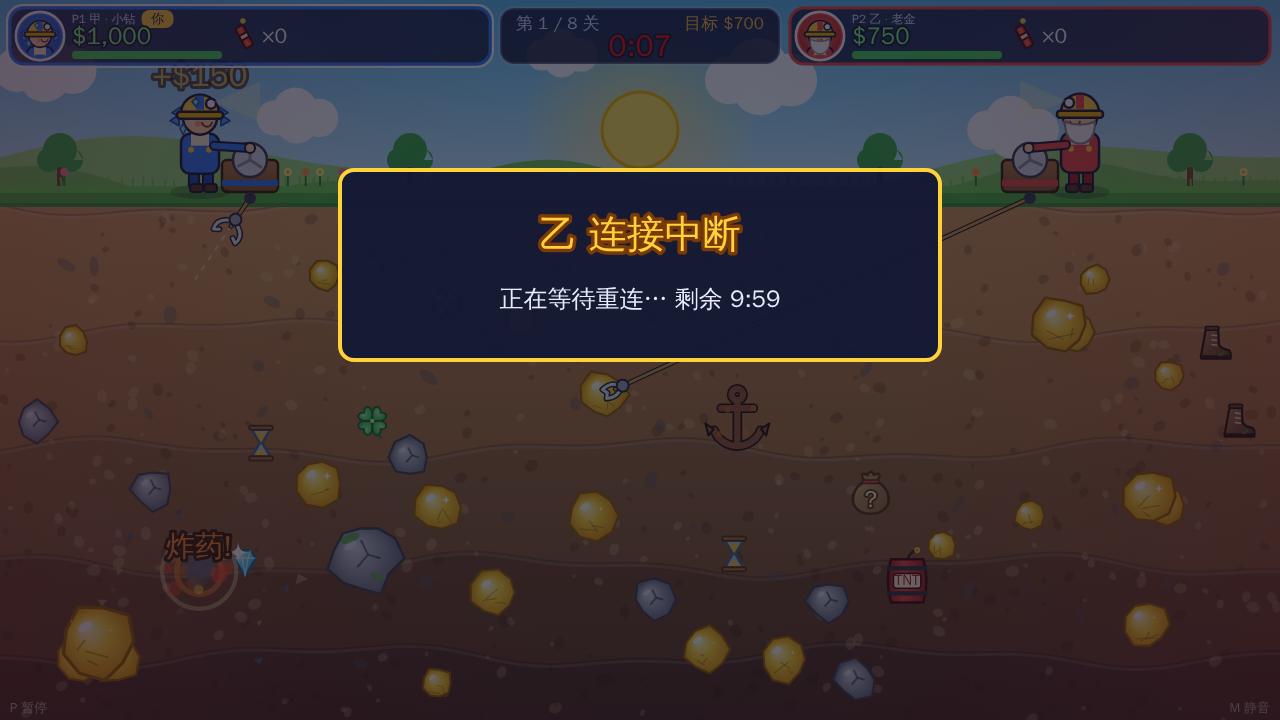 P1 甲 · 小钻 你
$1,000
×0
第 1 / 8 关 目标 $700
0:07
P2 乙 · 老金
$750
×0
+$150
乙 连接中断
正在等待重连… 剩余 9:59
?
炸药!
TNT
P 暂停
M 静音